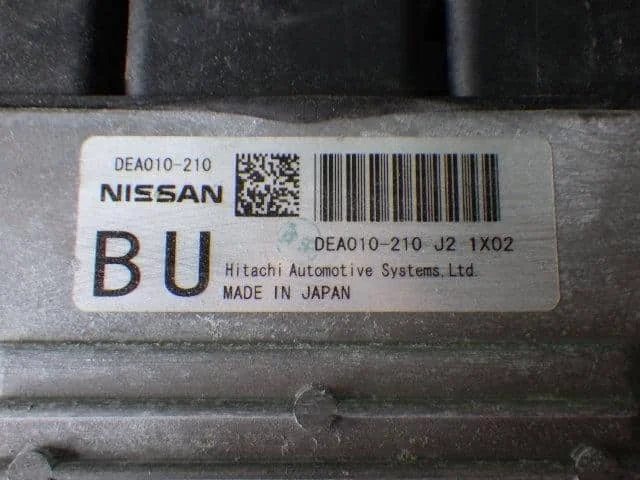 DEA010-210
NISSAN
BU
DEA010-210 J2 1X02
Hitachi Automotive Systems,Ltd.
MADE IN JAPAN